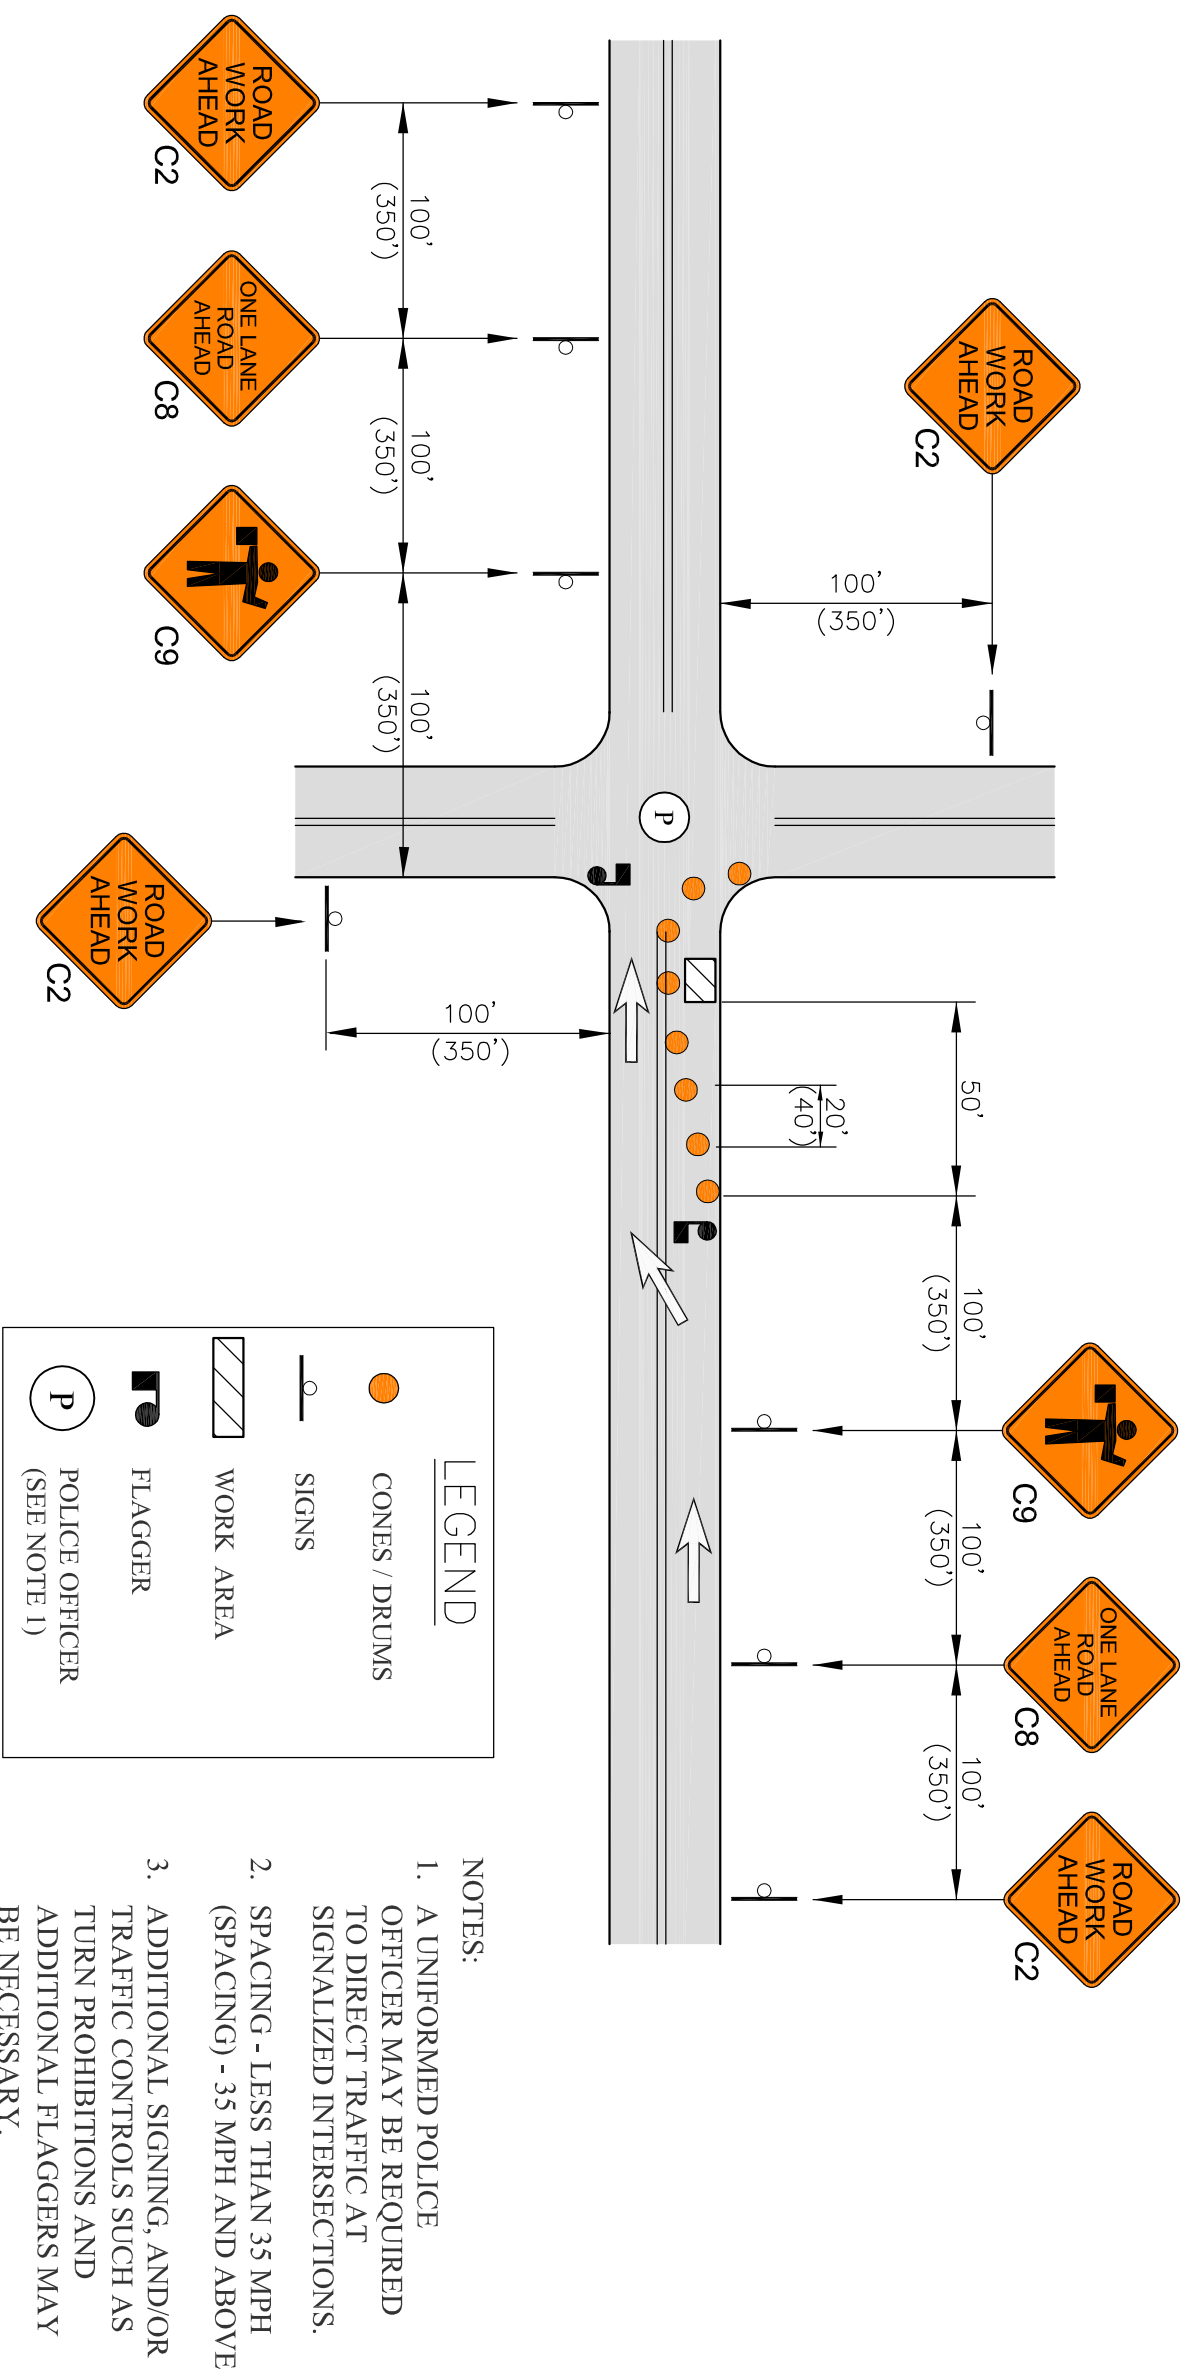 ROAD
WORK
AHEAD
C2
100'
(350')
ROAD
WORK
AHEAD
C2
100'
(350')
ONE LANE
ROAD
AHEAD
C8
100'
(350')
C9
100'
(350')
P
ROAD
WORK
AHEAD
C2
100'
(350')
50'
20'
(40')
100'
(350')
C9
100'
(350')
ONE LANE
ROAD
AHEAD
C8
100'
(350')
ROAD
WORK
AHEAD
C2
LEGEND
CONES / DRUMS
SIGNS
WORK AREA
FLAGGER
P
POLICE OFFICER
(SEE NOTE 1)
NOTES:
1. A UNIFORMED POLICE
OFFICER MAY BE REQUIRED
TO DIRECT TRAFFIC AT
SIGNALIZED INTERSECTIONS.
2. SPACING - LESS THAN 35 MPH
(SPACING) - 35 MPH AND ABOVE
3. ADDITIONAL SIGNING, AND/OR
TRAFFIC CONTROLS SUCH AS
TURN PROHIBITIONS AND
ADDITIONAL FLAGGERS MAY
BE NECESSARY.